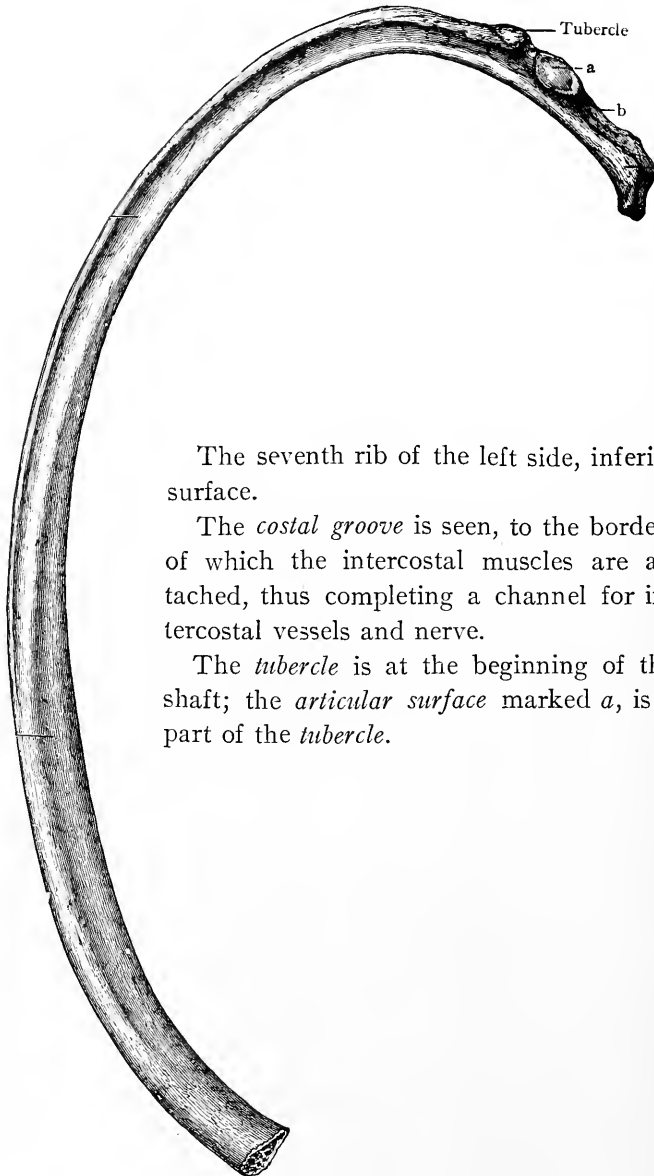 Tubercle
a
b
The seventh rib of the left side, inferi
surface.
The costal groove is seen, to the borde
of which the intercostal muscles are a
tached, thus completing a channel for i
tercostal vessels and nerve.
The tubercle is at the beginning of th
shaft; the articular surface marked a, is
part of the tubercle.